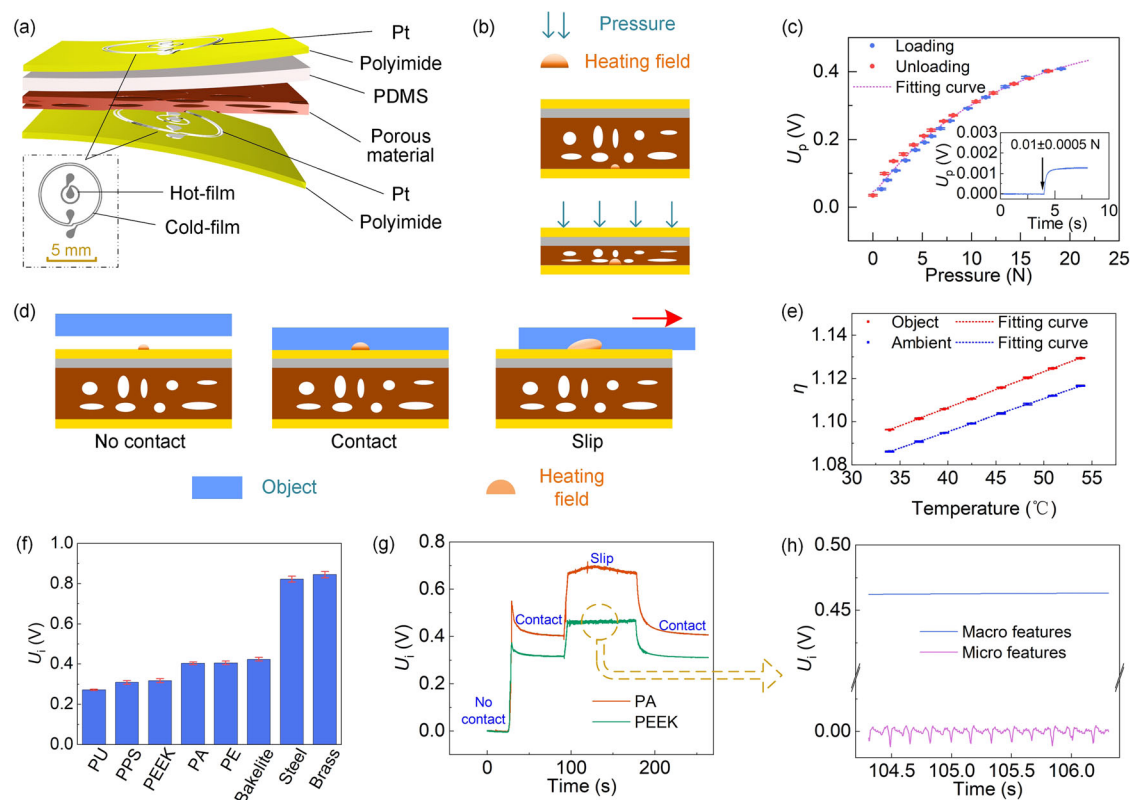 (a)
Pt
Polyimide
PDMS
Porous
material
Pt
Polyimide
Hot-film
Cold-film
5 mm
(b)
Pressure
Heating field
(c)
Loading
Unloading
Fitting curve
0.4
0.2
0.0
Up (V)
0 5 10 15 20 25
Pressure (N)
0.003
0.002
0.001
0.000
Up (V)
0.01±0.0005 N
0 5 10
Time (s)
(d)
No contact
Contact
Slip
Object
Heating
field
(e)
Object Fitting curve
Ambient Fitting curve
1.14
1.12
1.10
1.08
η
30 35 40 45 50 55
Temperature (℃)
(f)
1.0
0.8
0.6
0.4
0.2
0.0
Ui (V)
PU PPS PEEK PA PE Bakelite Steel Brass
(g)
0.8
0.6
0.4
0.2
0.0
Ui (V)
Slip
Contact
Contact
No
contact
PA
PEEK
0 100 200
Time (s)
(h)
0.50
0.45
0.00
Ui (V)
Macro features
Micro features
104.5 105.0 105.5 106.0
Time (s)